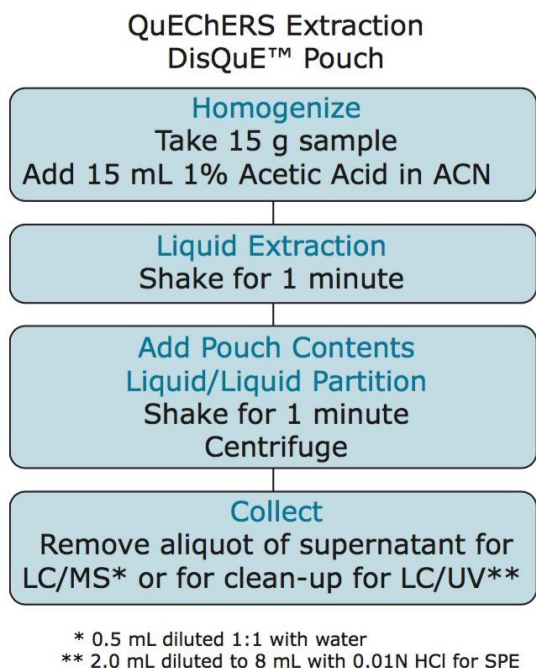 QuEChERS Extraction
DisQuE™ Pouch
Homogenize
Take 15 g sample
Add 15 mL 1% Acetic Acid in ACN
Liquid Extraction
Shake for 1 minute
Add Pouch Contents
Liquid/Liquid Partition
Shake for 1 minute
Centrifuge
Collect
Remove aliquot of supernatant for
LC/MS* or for clean-up for LC/UV**
* 0.5 mL diluted 1:1 with water
** 2.0 mL diluted to 8 mL with 0.01N HCl for SPE